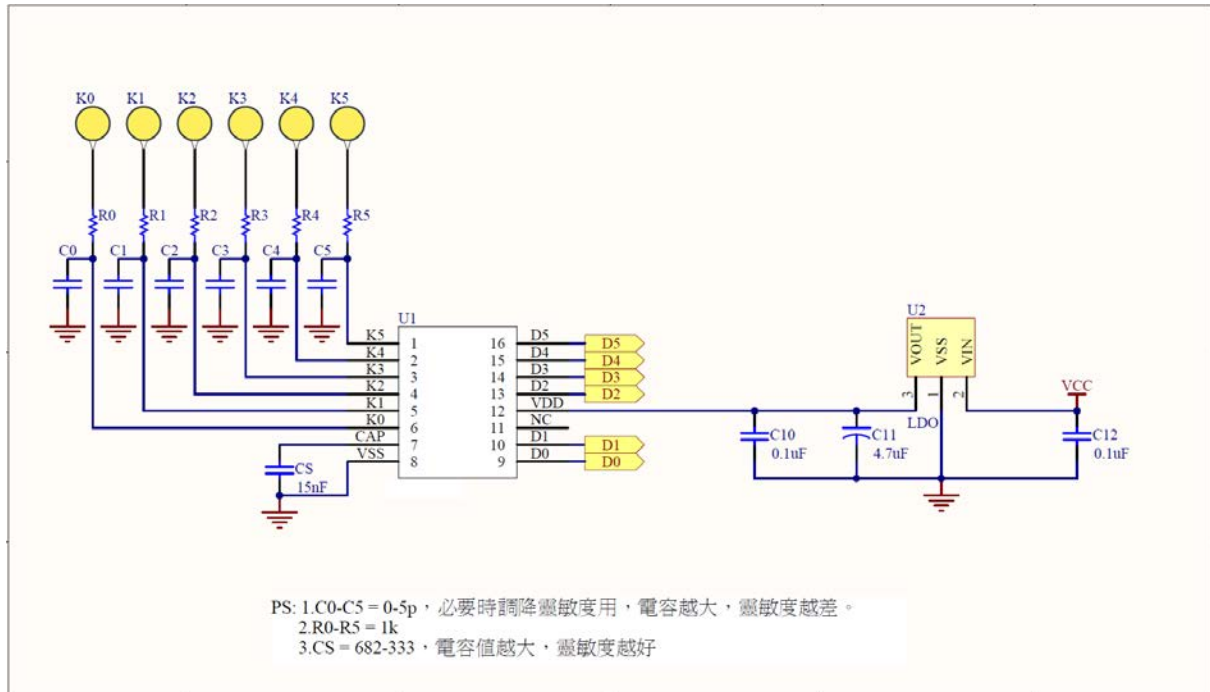 K0 K1 K2 K3 K4 K5
R0 R1 R2 R3 R4 R5
C0 C1 C2 C3 C4 C5
U1
K5 1 16 D5 D5
K4 2 15 D4 D4
K3 3 14 D3 D3
K2 4 13 D2 D2
K1 5 12 VDD
K0 6 11 NC
CAP 7 10 D1 D1
VSS 8 9 D0 D0
CS
15nF
U2
VOUT VSS VIN
3 1 2
LDO
VCC
C10
0.1uF
C11
4.7uF
C12
0.1uF
PS: 1.C0-C5 = 0-5p，必要時調降靈敏度用，電容越大，靈敏度越差。
2.R0-R5 = 1k
3.CS = 682-333，電容值越大，靈敏度越好